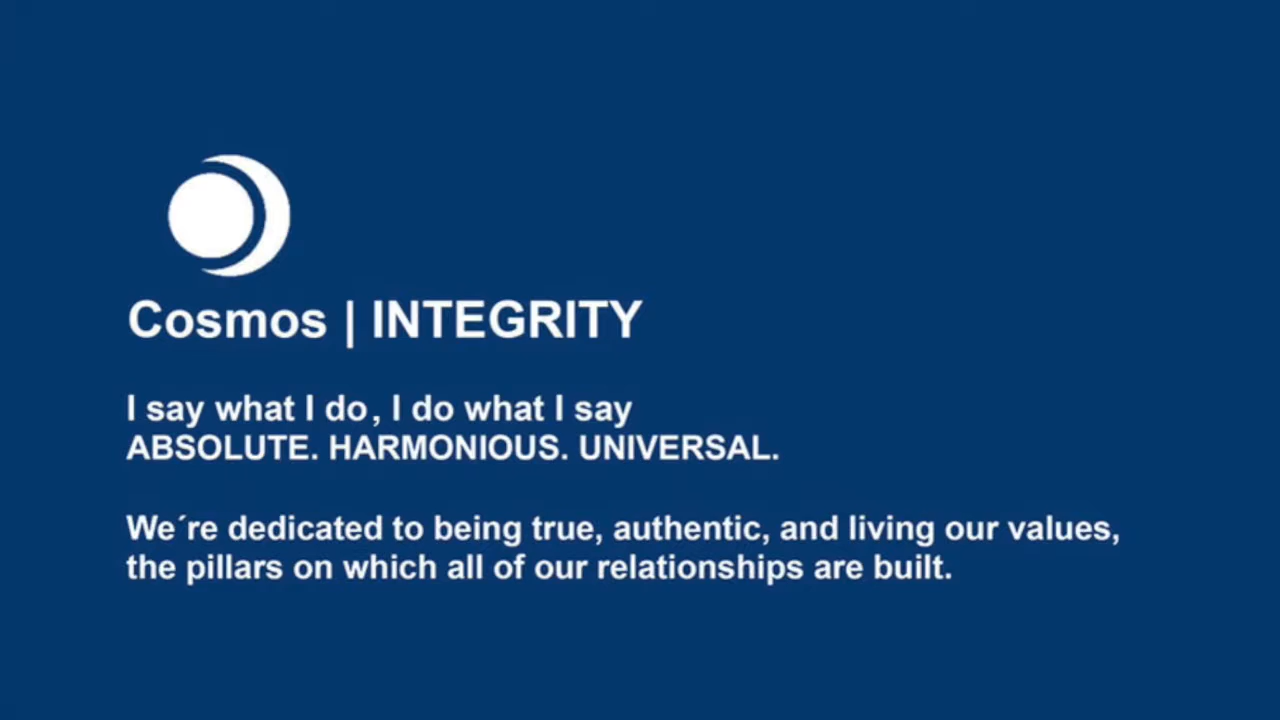 Cosmos | INTEGRITY
I say what I do, I do what I say
ABSOLUTE. HARMONIOUS. UNIVERSAL.
We´re dedicated to being true, authentic, and living our values,
the pillars on which all of our relationships are built.